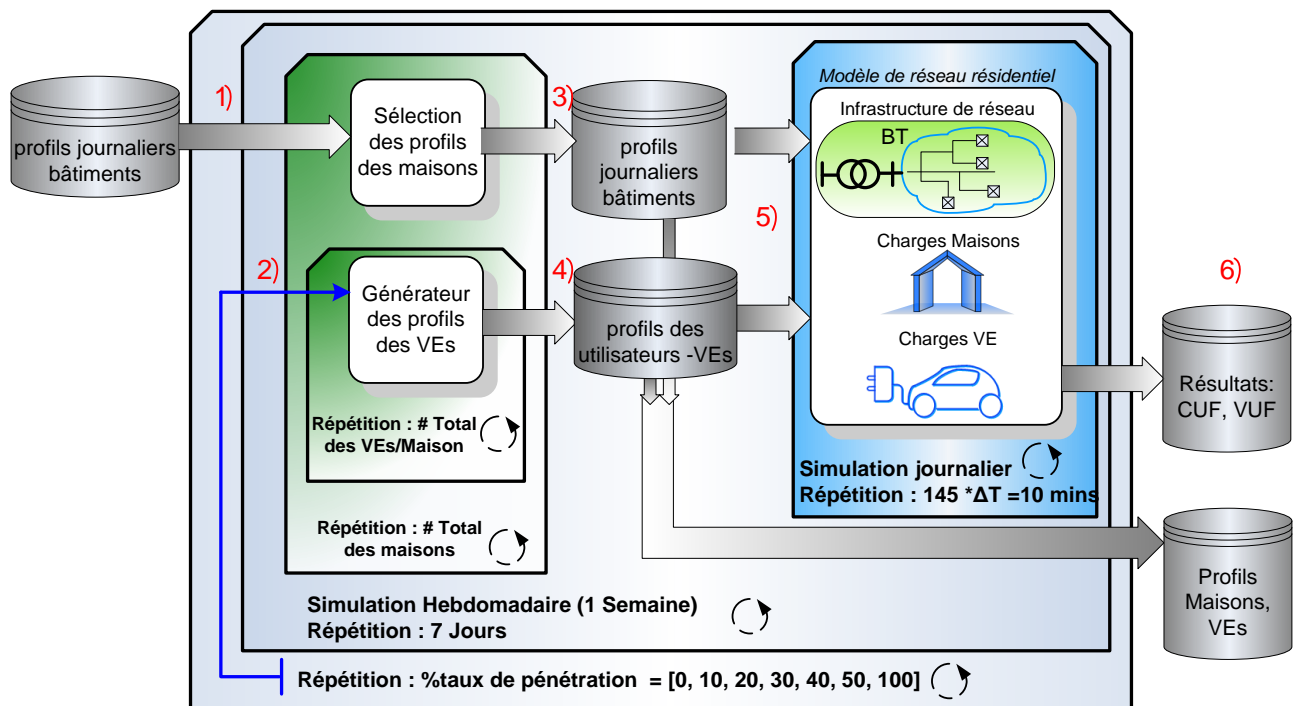 profils journaliers
bâtiments
1)
Sélection
des profils
des maisons
3)
profils
journaliers
bâtiments
Modèle de réseau résidentiel
Infrastructure de réseau
BT
5)
Charges Maisons
Charges VE
2)
Générateur
des profils
des VEs
4)
profils des
utilisateurs -VEs
6)
Résultats:
CUF, VUF
Répétition : # Total
des VEs/Maison
Répétition : # Total
des maisons
Simulation journalier
Répétition : 145 *ΔT =10 mins
Profils
Maisons,
VEs
Simulation Hebdomadaire (1 Semaine)
Répétition : 7 Jours
Répétition : %taux de pénétration = [0, 10, 20, 30, 40, 50, 100]